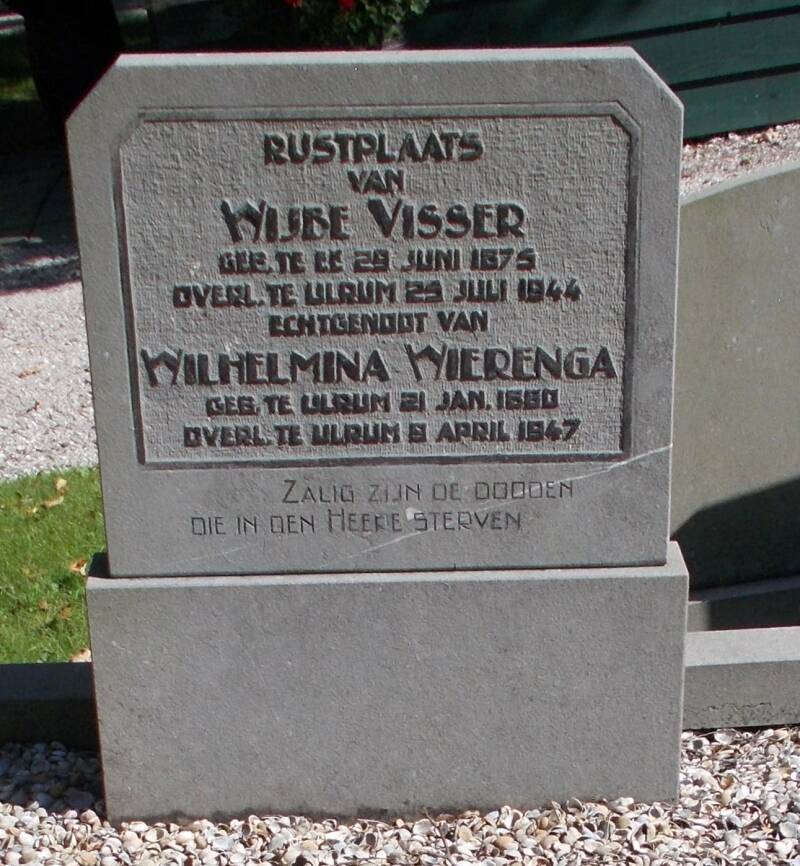 RUSTPLAATS
VAN
WIJBE VISSER
GEB. TE EE 29 JUNI 1875
OVERL. TE ULRUM 29 JULI 1944
ECHTGENOOT VAN
WILHELMINA WIERENGA
GEB. TE ULRUM 21 JAN. 1880
OVERL. TE ULRUM 9 APRIL 1947
ZALIG ZIJN DE DOODEN
DIE IN DEN HEERE STERVEN